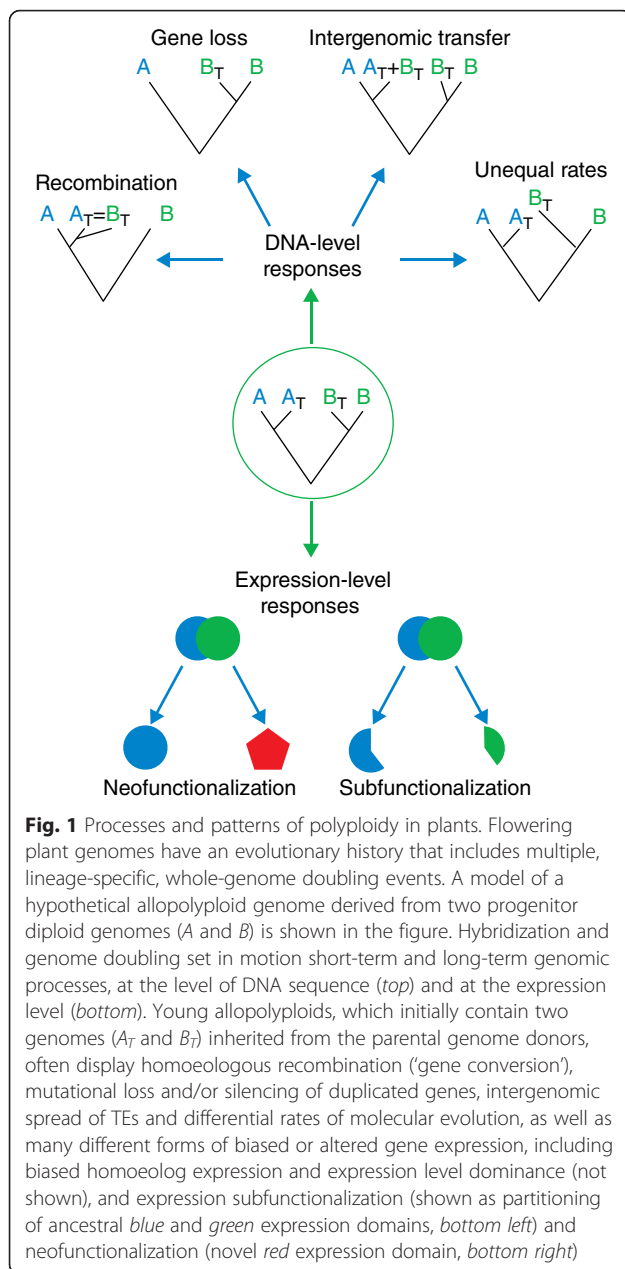 Gene loss
Intergenomic transfer
A B_T B
A A_T+B_T B_T B
Recombination
Unequal rates
A A_T=B_T B
A A_T B_T B
DNA-level
responses
A A_T B_T B
Expression-level
responses
Neofunctionalization
Subfunctionalization
Fig. 1 Processes and patterns of polyploidy in plants. Flowering
plant genomes have an evolutionary history that includes multiple,
lineage-specific, whole-genome doubling events. A model of a
hypothetical allopolyploid genome derived from two progenitor
diploid genomes (A and B) is shown in the figure. Hybridization and
genome doubling set in motion short-term and long-term genomic
processes, at the level of DNA sequence (top) and at the expression
level (bottom). Young allopolyploids, which initially contain two
genomes (A_T and B_T) inherited from the parental genome donors,
often display homoeologous recombination (‘gene conversion’),
mutational loss and/or silencing of duplicated genes, intergenomic
spread of TEs and differential rates of molecular evolution, as well as
many different forms of biased or altered gene expression, including
biased homoeolog expression and expression level dominance (not
shown), and expression subfunctionalization (shown as partitioning
of ancestral blue and green expression domains, bottom left) and
neofunctionalization (novel red expression domain, bottom right)